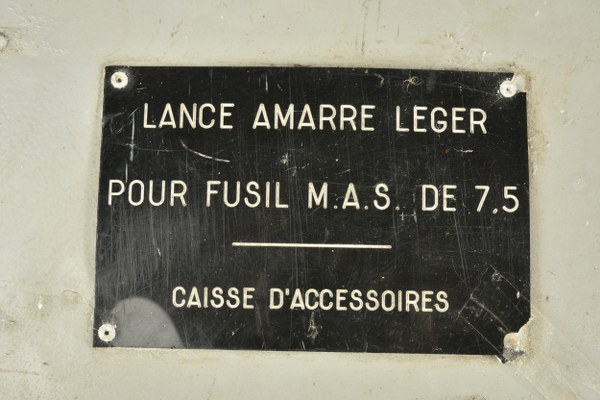 LANCE AMARRE LEGER
POUR FUSIL M.A.S. DE 7,5
CAISSE D'ACCESSOIRES